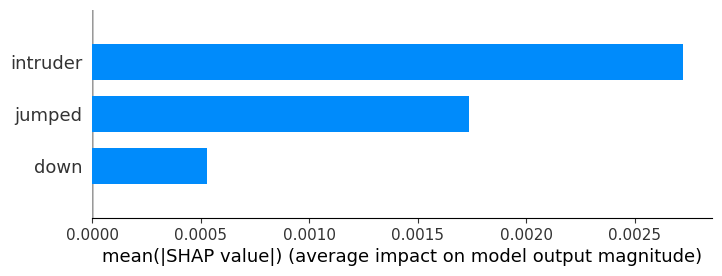 intruder
jumped
down
0.0000 0.0005 0.0010 0.0015 0.0020 0.0025
mean(|SHAP value|) (average impact on model output magnitude)